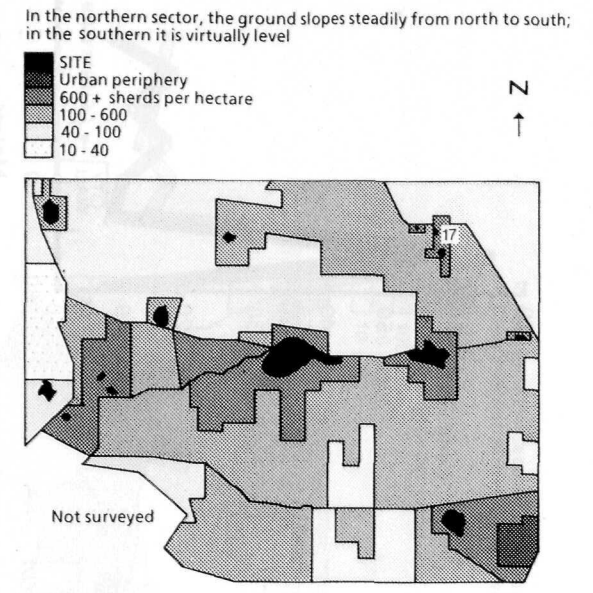 In the northern sector, the ground slopes steadily from north to south;
in the southern it is virtually level
SITE
Urban periphery
600 + sherds per hectare
100 - 600
40 - 100
10 - 40
N
17
Not surveyed